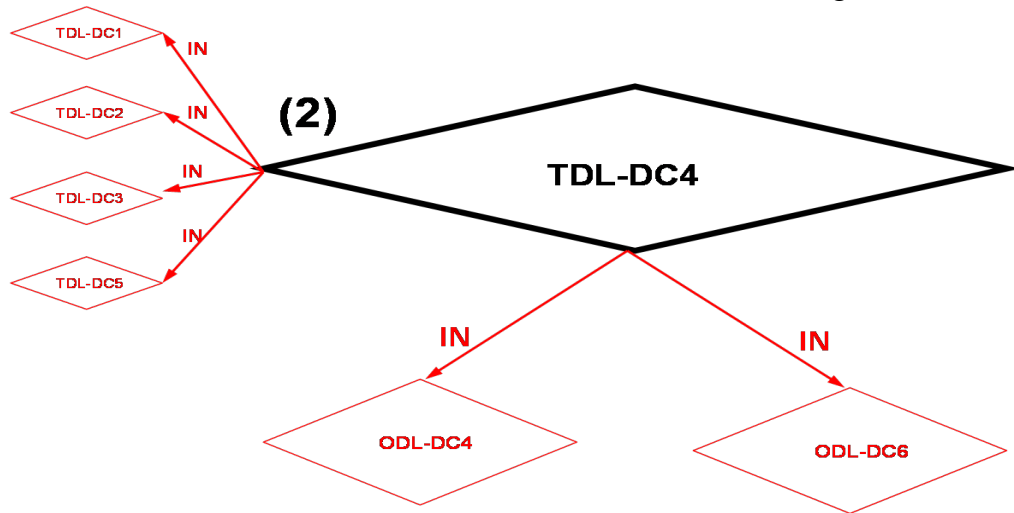 TDL-DC1
IN
TDL-DC2
IN
(2)
TDL-DC3
IN
TDL-DC4
TDL-DC5
IN
IN
IN
ODL-DC4
ODL-DC6